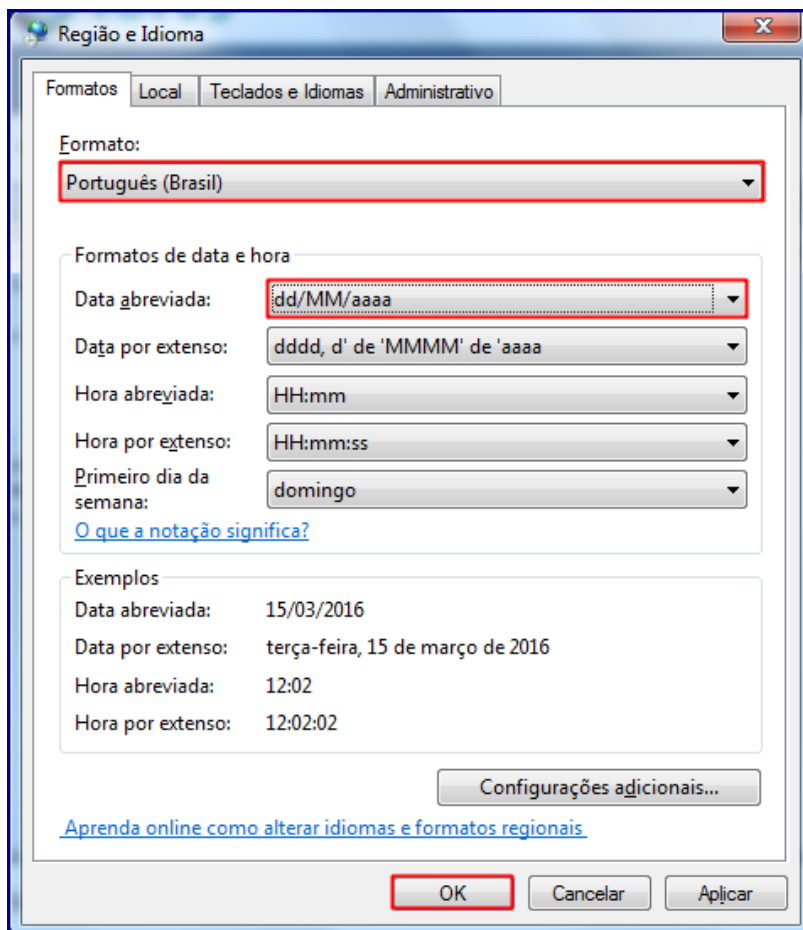 Região e Idioma
Formatos Local Teclados e Idiomas Administrativo
Formato:
Português (Brasil)
Formatos de data e hora
Data abreviada: dd/MM/aaaa
Data por extenso: dddd, d' de 'MMMM' de 'aaaa
Hora abreviada: HH:mm
Hora por extenso: HH:mm:ss
Primeiro dia da
semana: domingo
O que a notação significa?
Exemplos
Data abreviada: 15/03/2016
Data por extenso: terça-feira, 15 de março de 2016
Hora abreviada: 12:02
Hora por extenso: 12:02:02
Configurações adicionais...
Aprenda online como alterar idiomas e formatos regionais
OK Cancelar Aplicar